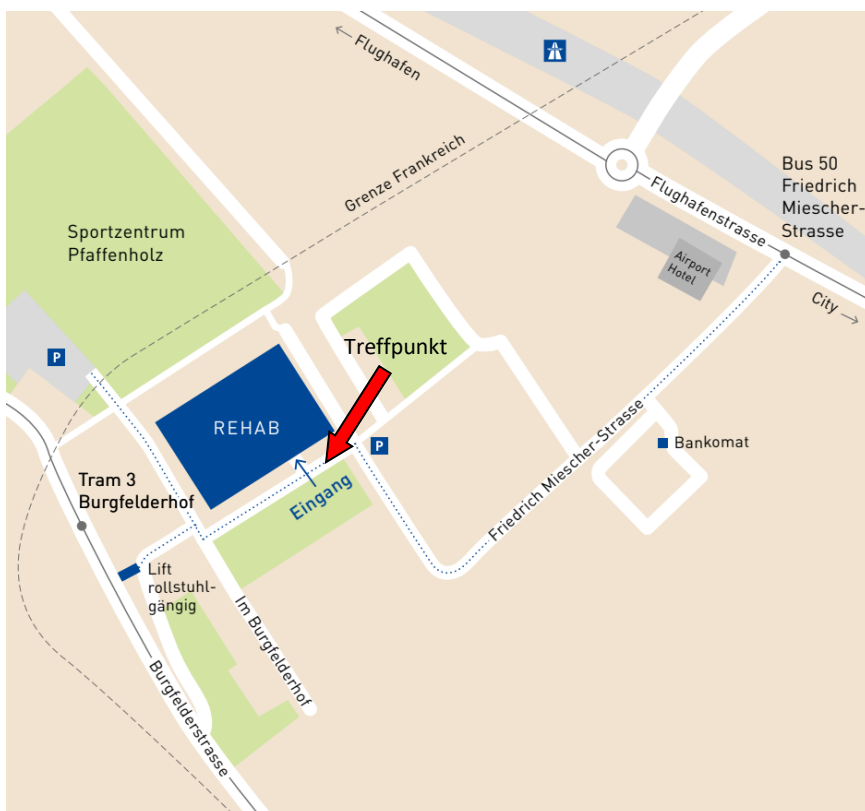 Flughafen
Grenze Frankreich
Bus 50
Friedrich
Miescher-
Strasse
Flughafenstrasse
Sportzentrum
Pfaffenholz
Airport
Hotel
City
P
Treffpunkt
REHAB
P
Eingang
Friedrich Miescher-Strasse
Bankomat
Tram 3
Burgfelderhof
Lift
rollstuhl-
gängig
Im Burgfelderhof
Burgfelderstrasse